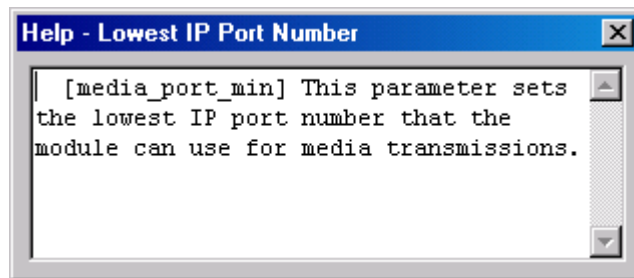 Help - Lowest IP Port Number
[media_port_min] This parameter sets
the lowest IP port number that the
module can use for media transmissions.